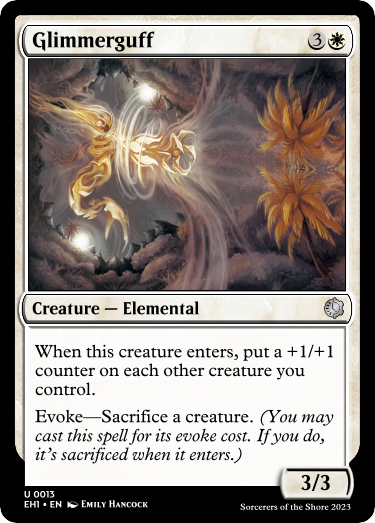 Glimmerguff
3
Creature — Elemental
When this creature enters, put a +1/+1
counter on each other creature you
control.
Evoke—Sacrifice a creature. (You may
cast this spell for its evoke cost. If you do,
it's sacrificed when it enters.)
3/3
U 0013
EH1 • EN Emily Hancock
Sorcerers of the Shore 2023